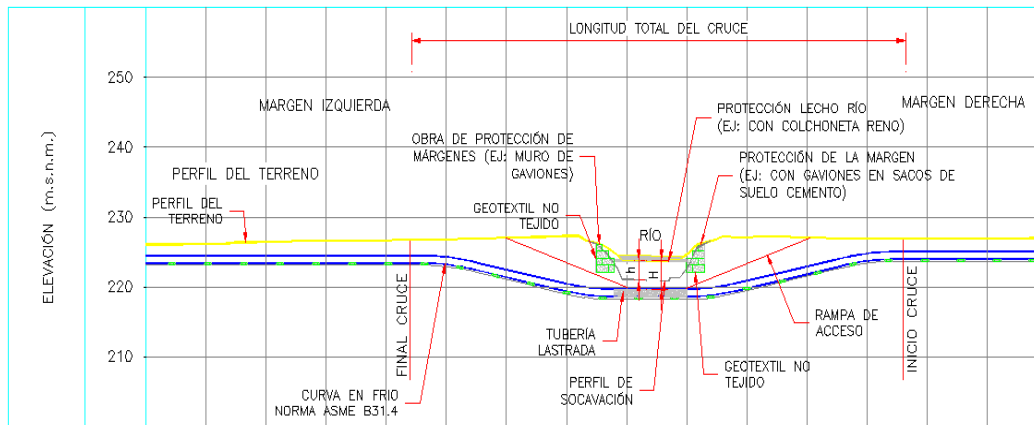 LONGITUD TOTAL DEL CRUCE
250
MARGEN IZQUIERDA
MARGEN DERECHA
PROTECCIÓN LECHO RÍO
(EJ: CON COLCHONETA RENO)
240
OBRA DE PROTECCIÓN DE
MÁRGENES (EJ: MURO DE
GAVIONES)
PROTECCIÓN DE LA MARGEN
(EJ: CON GAVIONES EN SACOS DE
SUELO CEMENTO)
PERFIL DEL TERRENO
PERFIL DEL
TERRENO
GEOTEXTIL NO
TEJIDO
230
RÍO
h
H
220
ELEVACIÓN (m.s.n.m.)
FINAL CRUCE
INICIO CRUCE
RAMPA DE
ACCESO
TUBERÍA
LASTRADA
210
GEOTEXTIL NO
TEJIDO
PERFIL DE
SOCAVACIÓN
CURVA EN FRIO
NORMA ASME B31.4